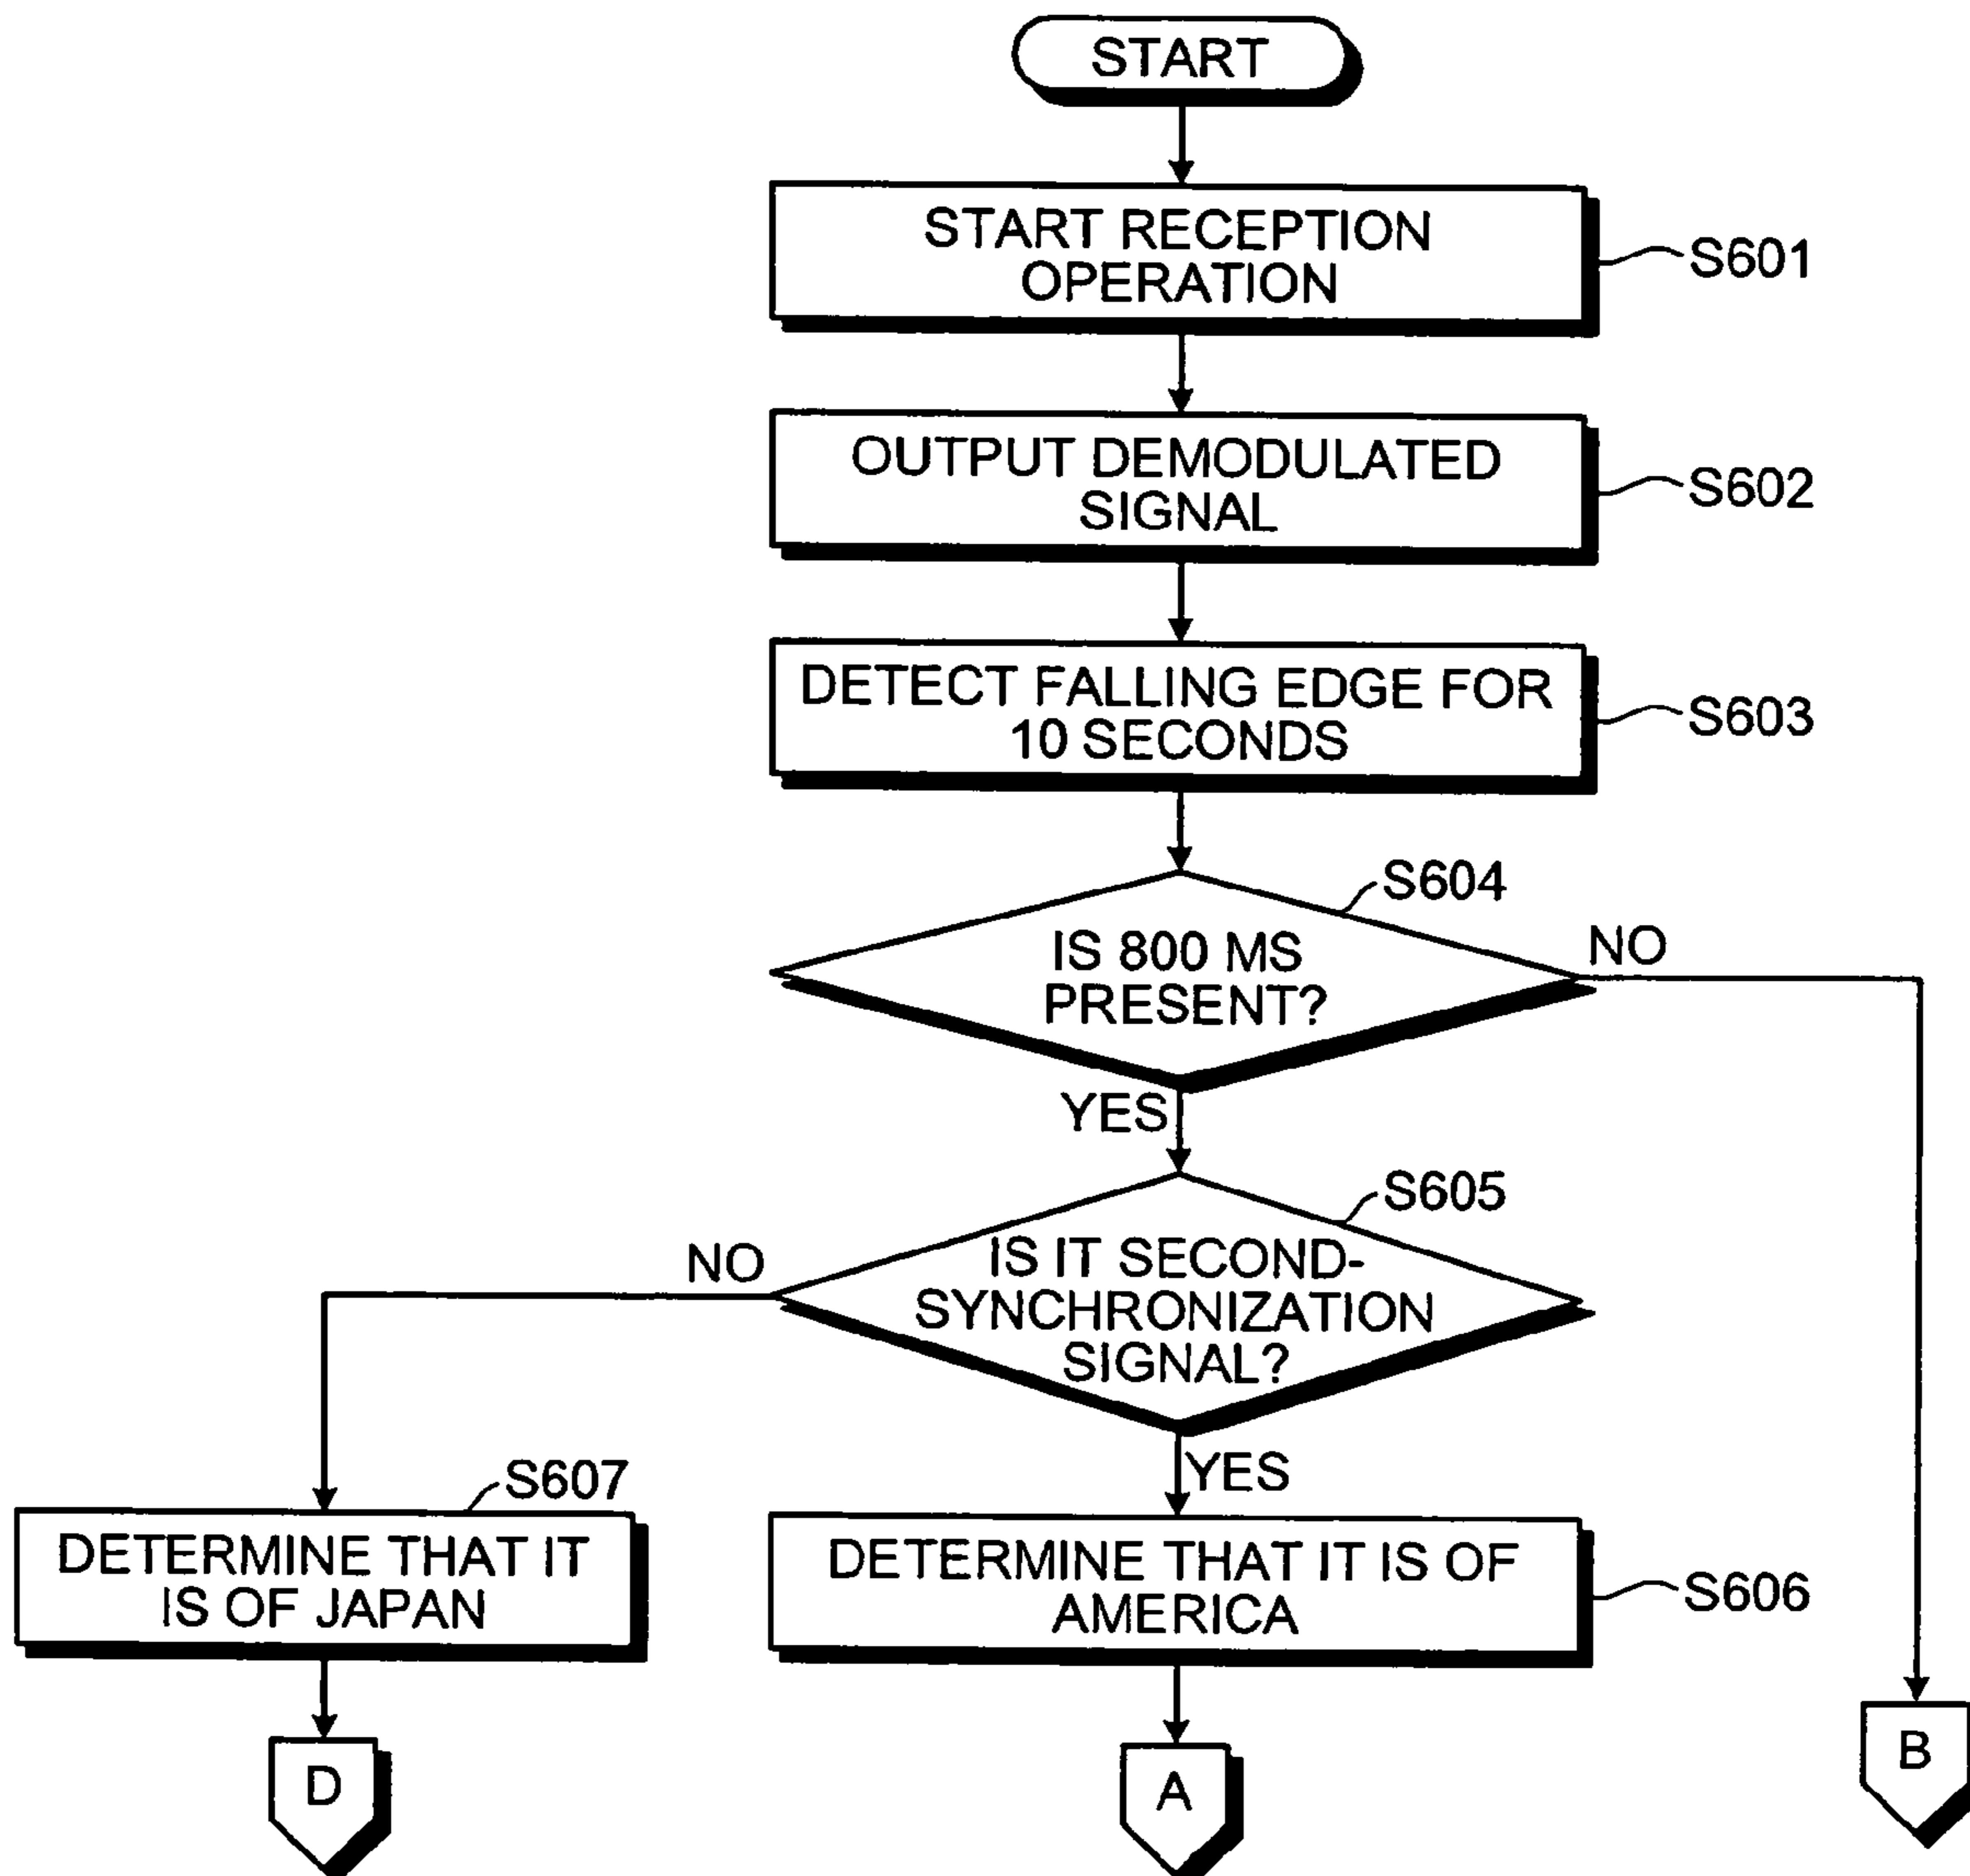 START
START RECEPTION
OPERATION
S601
OUTPUT DEMODULATED
SIGNAL
S602
DETECT FALLING EDGE FOR
10 SECONDS
S603
S604
IS 800 MS
PRESENT?
NO
YES
S605
IS IT SECOND-
SYNCHRONIZATION
SIGNAL?
NO
YES
S607
DETERMINE THAT IT
IS OF JAPAN
DETERMINE THAT IT IS OF
AMERICA
S606
D
A
B